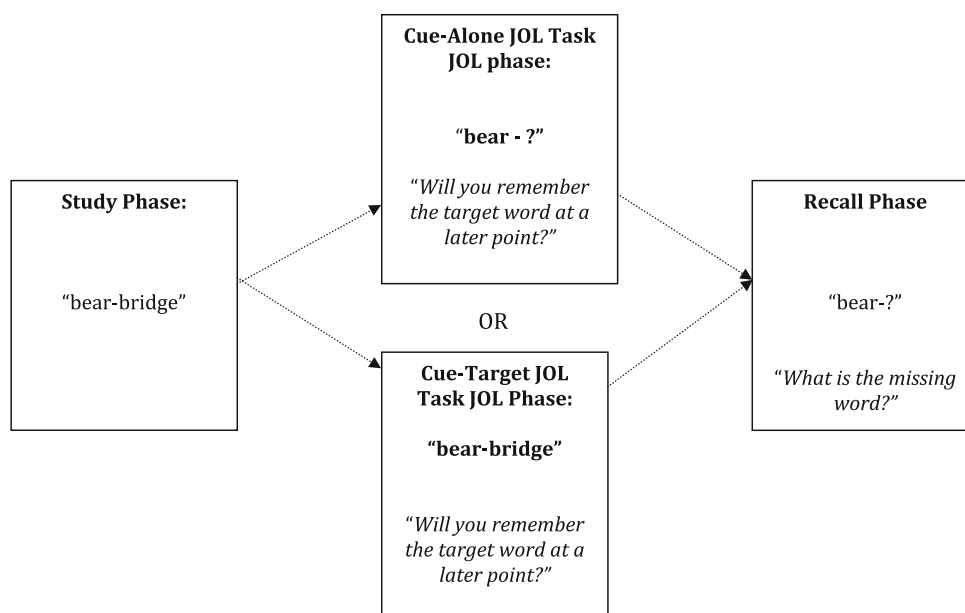 Study Phase:
“bear-bridge”
Cue-Alone JOL Task
JOL phase:
“bear - ?”
“Will you remember
the target word at a
later point?”
OR
Cue-Target JOL
Task JOL Phase:
“bear-bridge”
“Will you remember
the target word at a
later point?”
Recall Phase
“bear-?”
“What is the missing
word?”